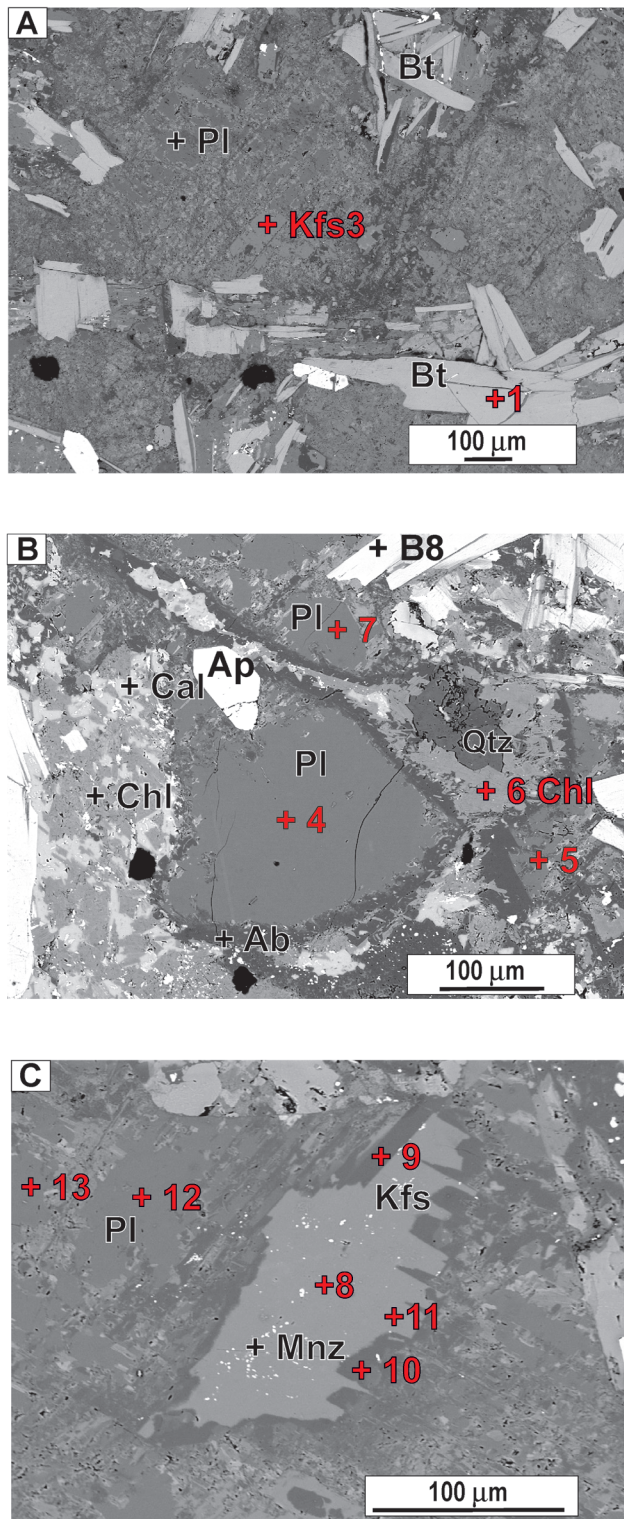 A
Bt
+ Pl
+ Kfs3
Bt
+1
100 µm
B
+ B8
Pl
+ 7
Ap
+ Cal
Pl
Qtz
+ Chl
+ 6 Chl
+ 4
+ 5
+ Ab
100 µm
C
+ 9
+ 13
+ 12
Kfs
Pl
+8
+11
+ Mnz
+ 10
100 µm